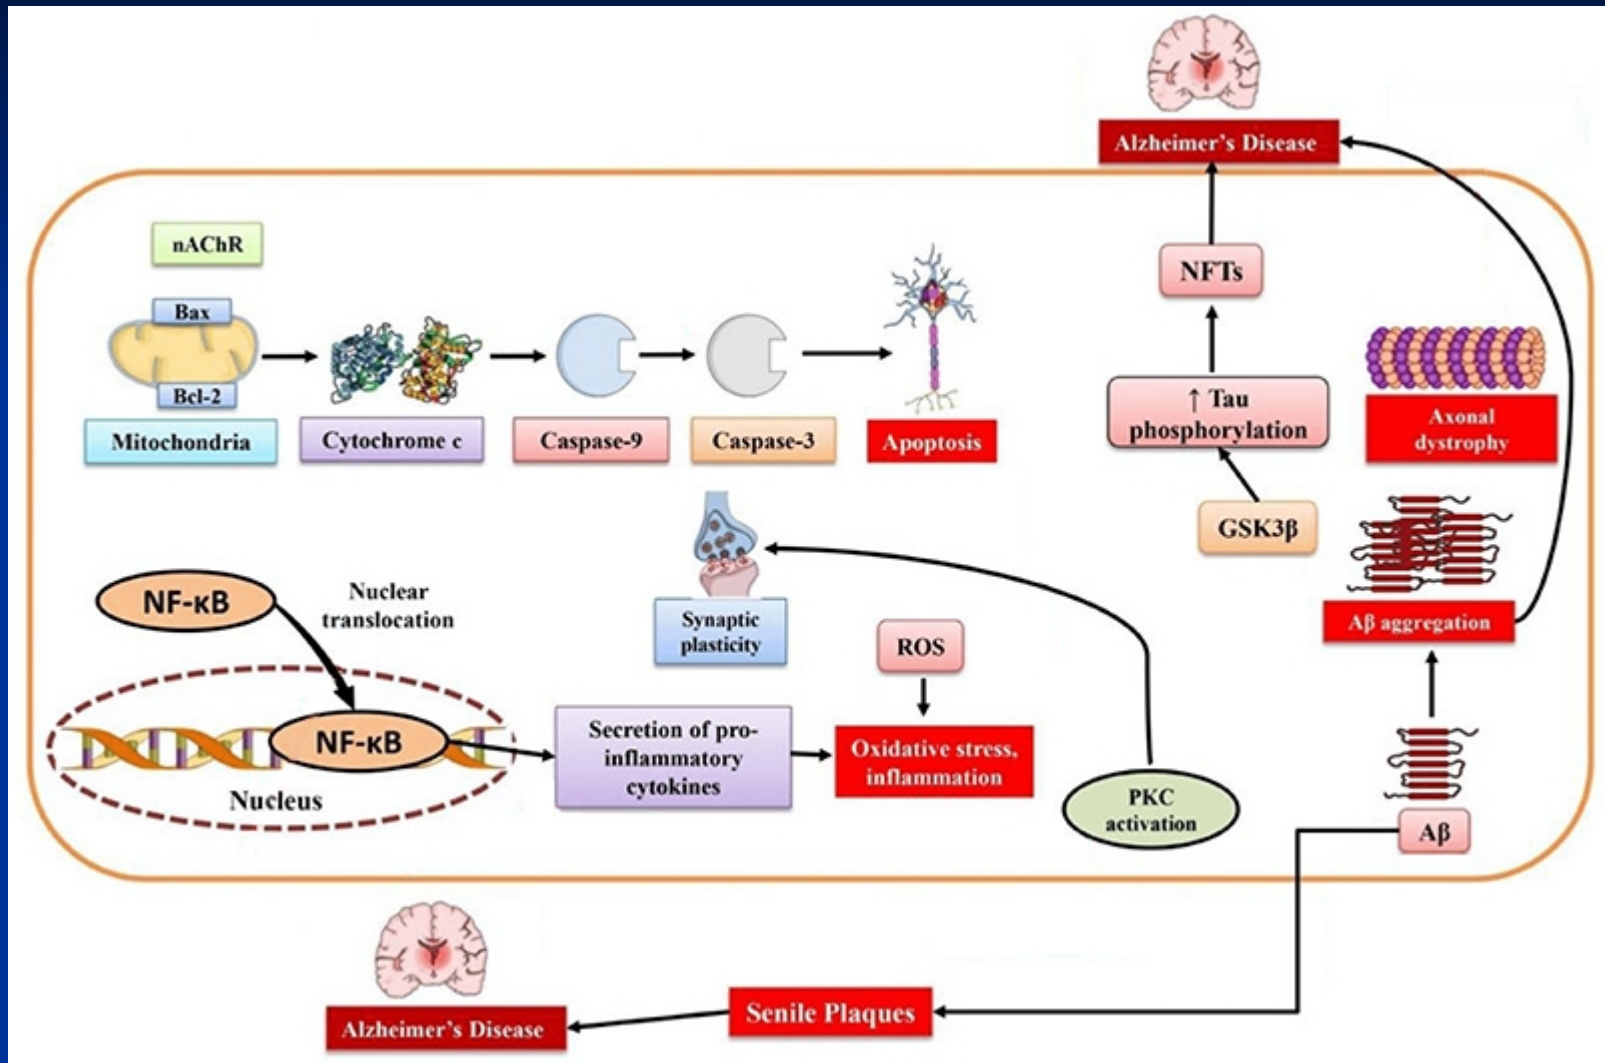 Alzheimer's Disease
nAChR
Bax
Bcl-2
Mitochondria
Cytochrome c
Caspase-9
Caspase-3
Apoptosis
NFTs
↑ Tau
phosphorylation
GSK3β
Axonal
dystrophy
Aβ aggregation
Aβ
NF-κB
Nuclear
translocation
NF-κB
Nucleus
Synaptic
plasticity
ROS
Secretion of pro-
inflammatory
cytokines
Oxidative stress,
inflammation
PKC
activation
Senile Plaques
Alzheimer's Disease